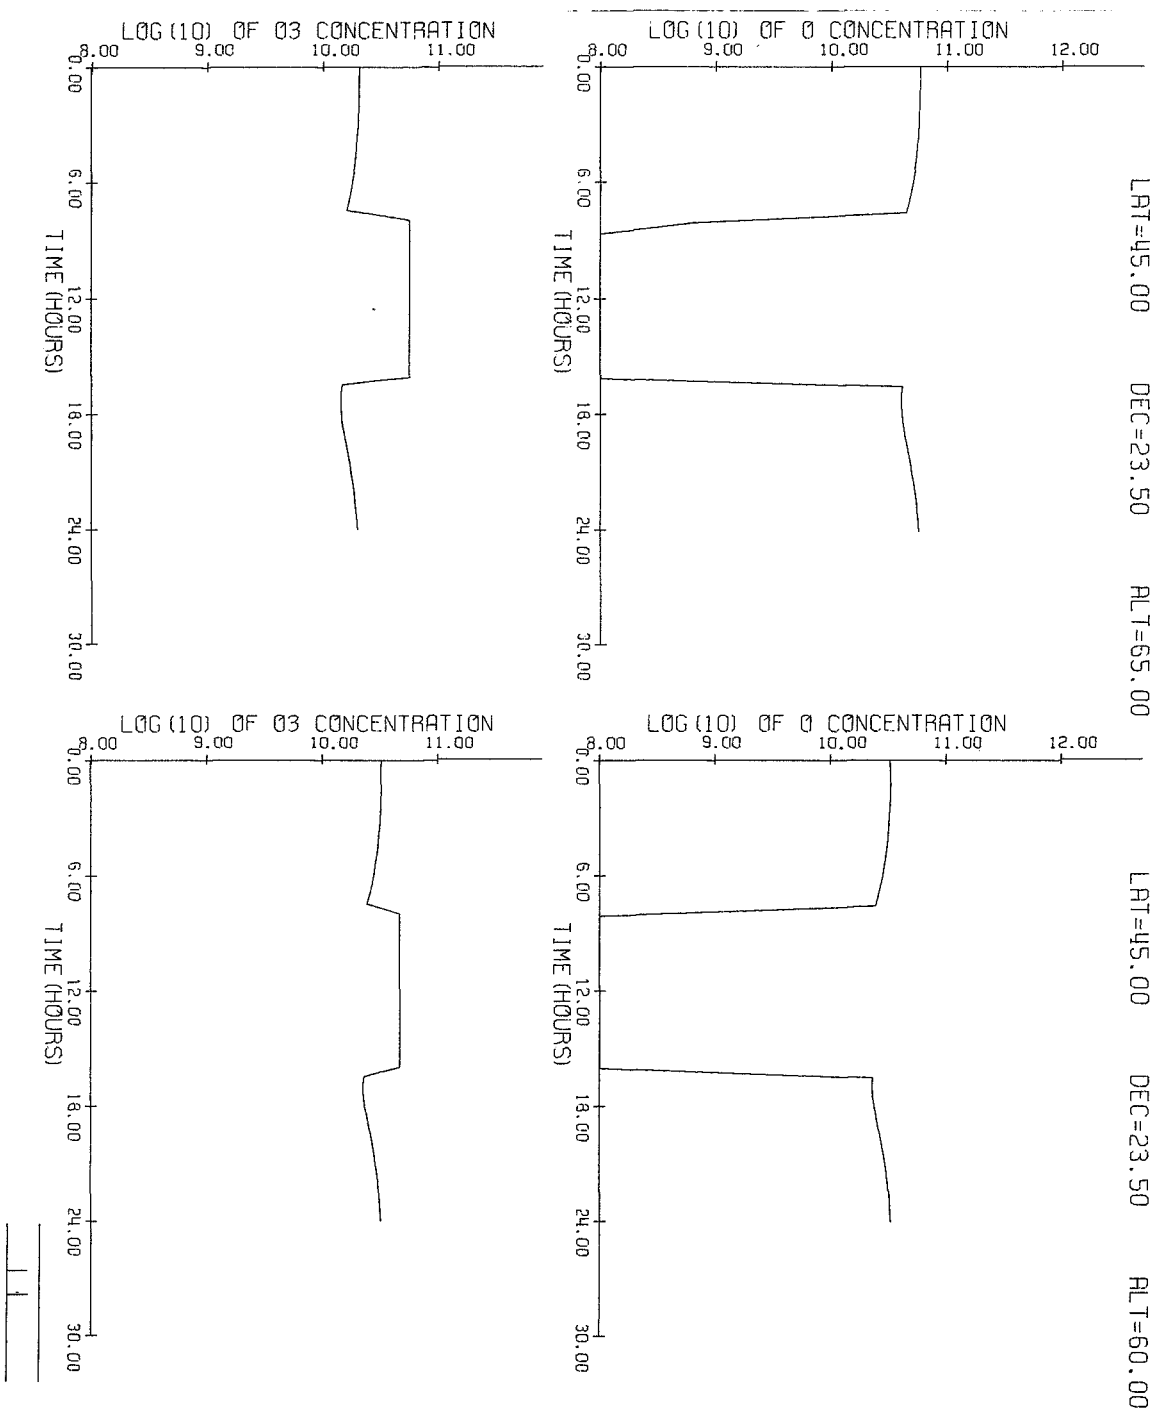 LAT=45.00 DEC=23.50 ALT=65.00
LOG(10) OF O CONCENTRATION
8.00 9.00 10.00 11.00 12.00
0.00 6.00 12.00 18.00 24.00 30.00
TIME (HOURS)
LOG(10) OF O3 CONCENTRATION
8.00 9.00 10.00 11.00
0.00 6.00 12.00 18.00 24.00 30.00
TIME (HOURS)
LAT=45.00 DEC=23.50 ALT=60.00
LOG(10) OF O CONCENTRATION
8.00 9.00 10.00 11.00 12.00
0.00 6.00 12.00 18.00 24.00 30.00
TIME (HOURS)
LOG(10) OF O3 CONCENTRATION
8.00 9.00 10.00 11.00
0.00 6.00 12.00 18.00 24.00 30.00
TIME (HOURS)